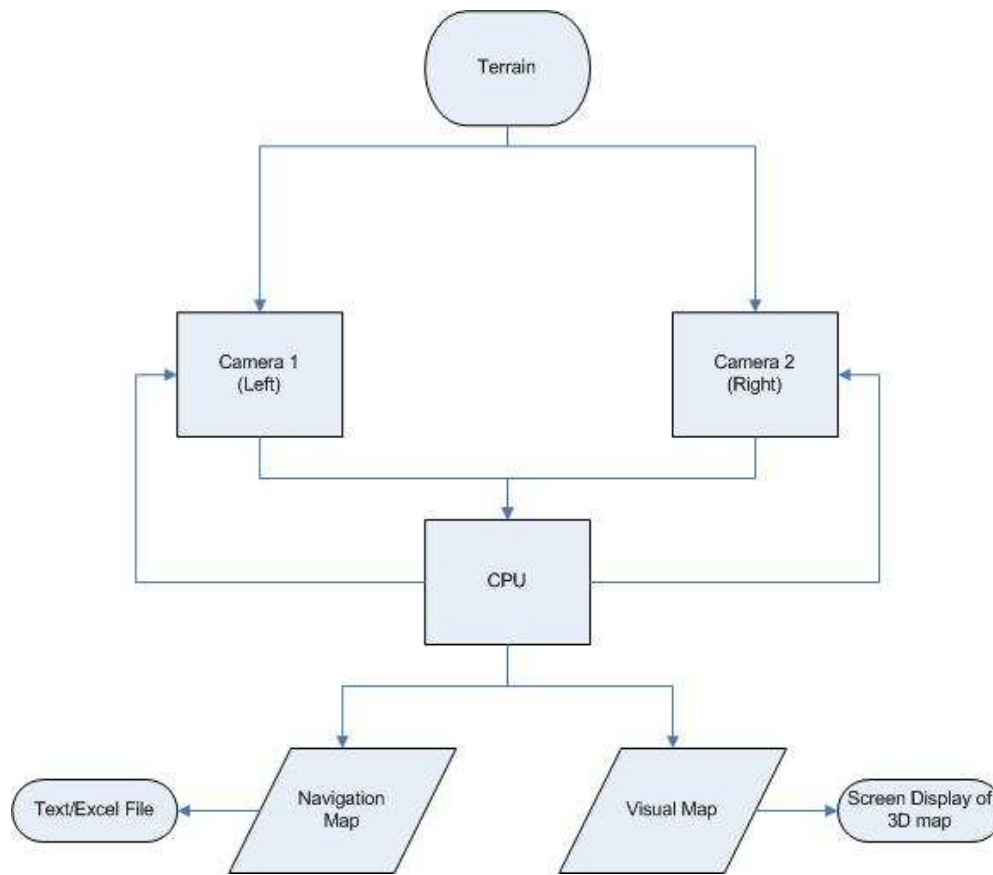 Terrain
Camera 1
(Left)
Camera 2
(Right)
CPU
Text/Excel File
Navigation
Map
Visual Map
Screen Display of
3D map